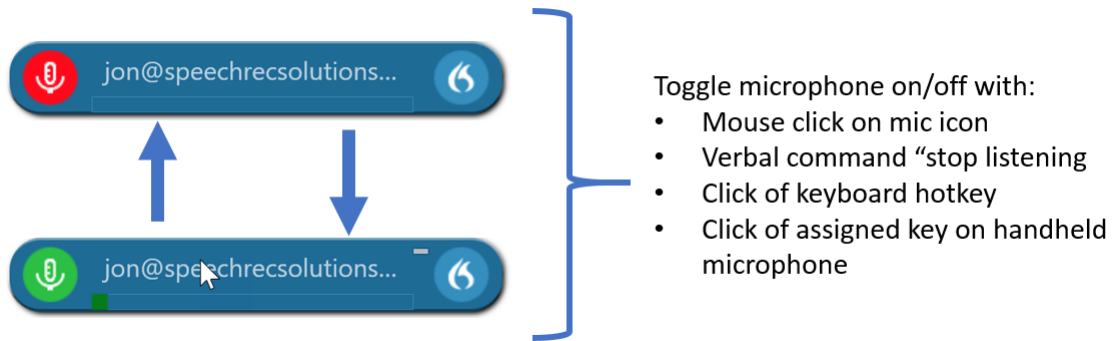 jon@speechrecsolutions...
jon@speechrecsolutions...
Toggle microphone on/off with:
• Mouse click on mic icon
• Verbal command “stop listening
• Click of keyboard hotkey
• Click of assigned key on handheld
microphone